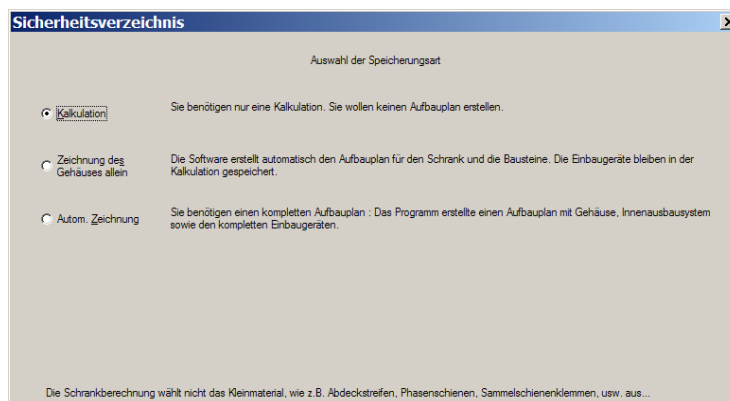 Sicherheitsverzeichnis
Auswahl der Speicherungsart
Kalkulation
Sie benötigen nur eine Kalkulation. Sie wollen keinen Aufbauplan erstellen.
Zeichnung des
Gehäuses allein
Die Software erstellt automatisch den Aufbauplan für den Schrank und die Bausteine. Die Einbaugeräte bleiben in der
Kalkulation gespeichert.
Autom. Zeichnung
Sie benötigen einen kompletten Aufbauplan : Das Programm erstellte einen Aufbauplan mit Gehäuse, Innenausbausystem
sowie den kompletten Einbaugeräten.
Die Schrankberechnung wählt nicht das Kleinmaterial, wie z.B. Abdeckstreifen, Phasenschienen, Sammelschienenklemmen, usw. aus...